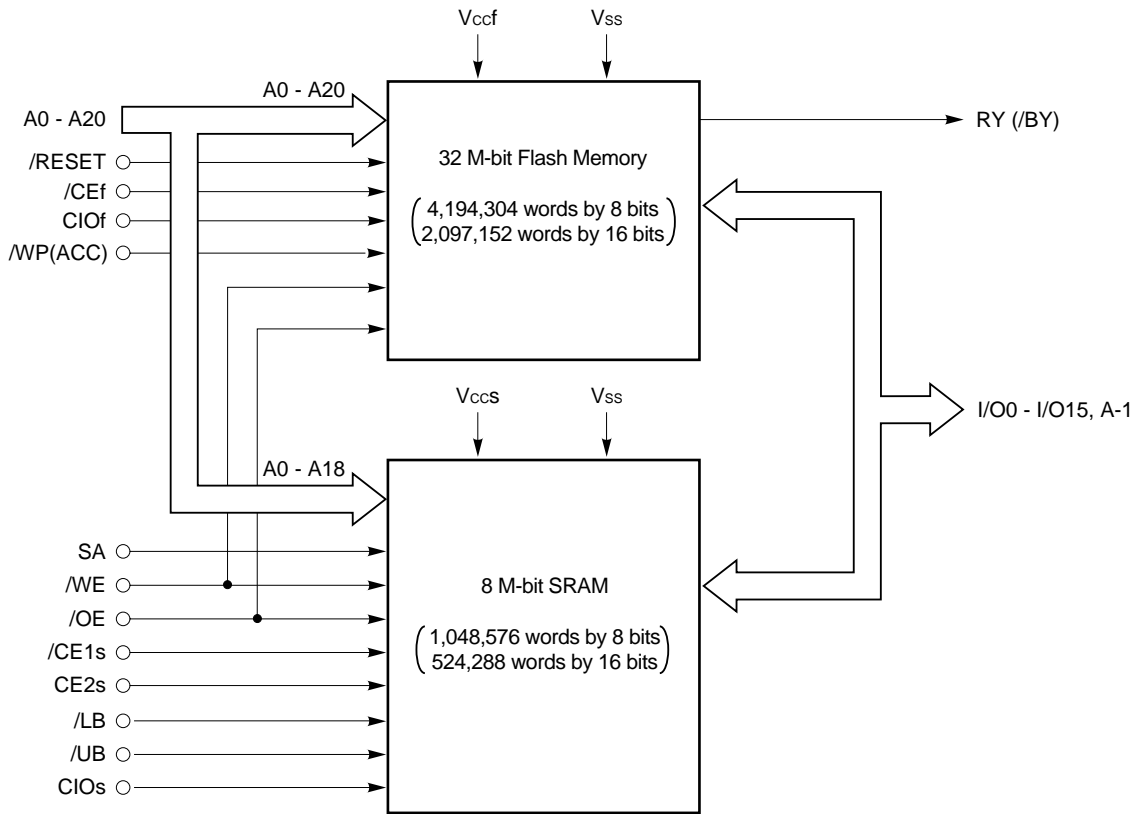 VCCf VSS
A0 - A20
A0 - A20
/RESET
/CEf
CIOf
/WP(ACC)
32 M-bit Flash Memory
(4,194,304 words by 8 bits
2,097,152 words by 16 bits)
RY (/BY)
VCCs VSS
I/O0 - I/O15, A-1
A0 - A18
SA
/WE
/OE
/CE1s
CE2s
/LB
/UB
CIOs
8 M-bit SRAM
(1,048,576 words by 8 bits
524,288 words by 16 bits)